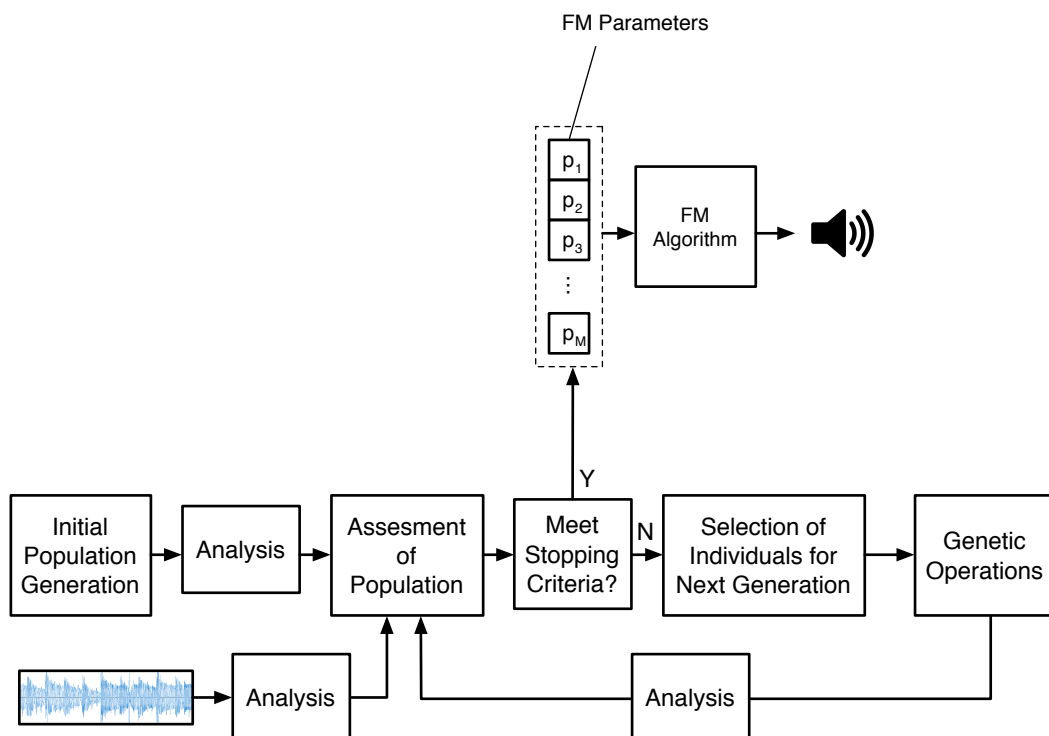 FM Parameters
p1
p2
p3
...
pM
FM
Algorithm
Y
N
Initial
Population
Generation
Analysis
Assesment
of
Population
Meet
Stopping
Criteria?
Selection of
Individuals for
Next Generation
Genetic
Operations
Analysis
Analysis